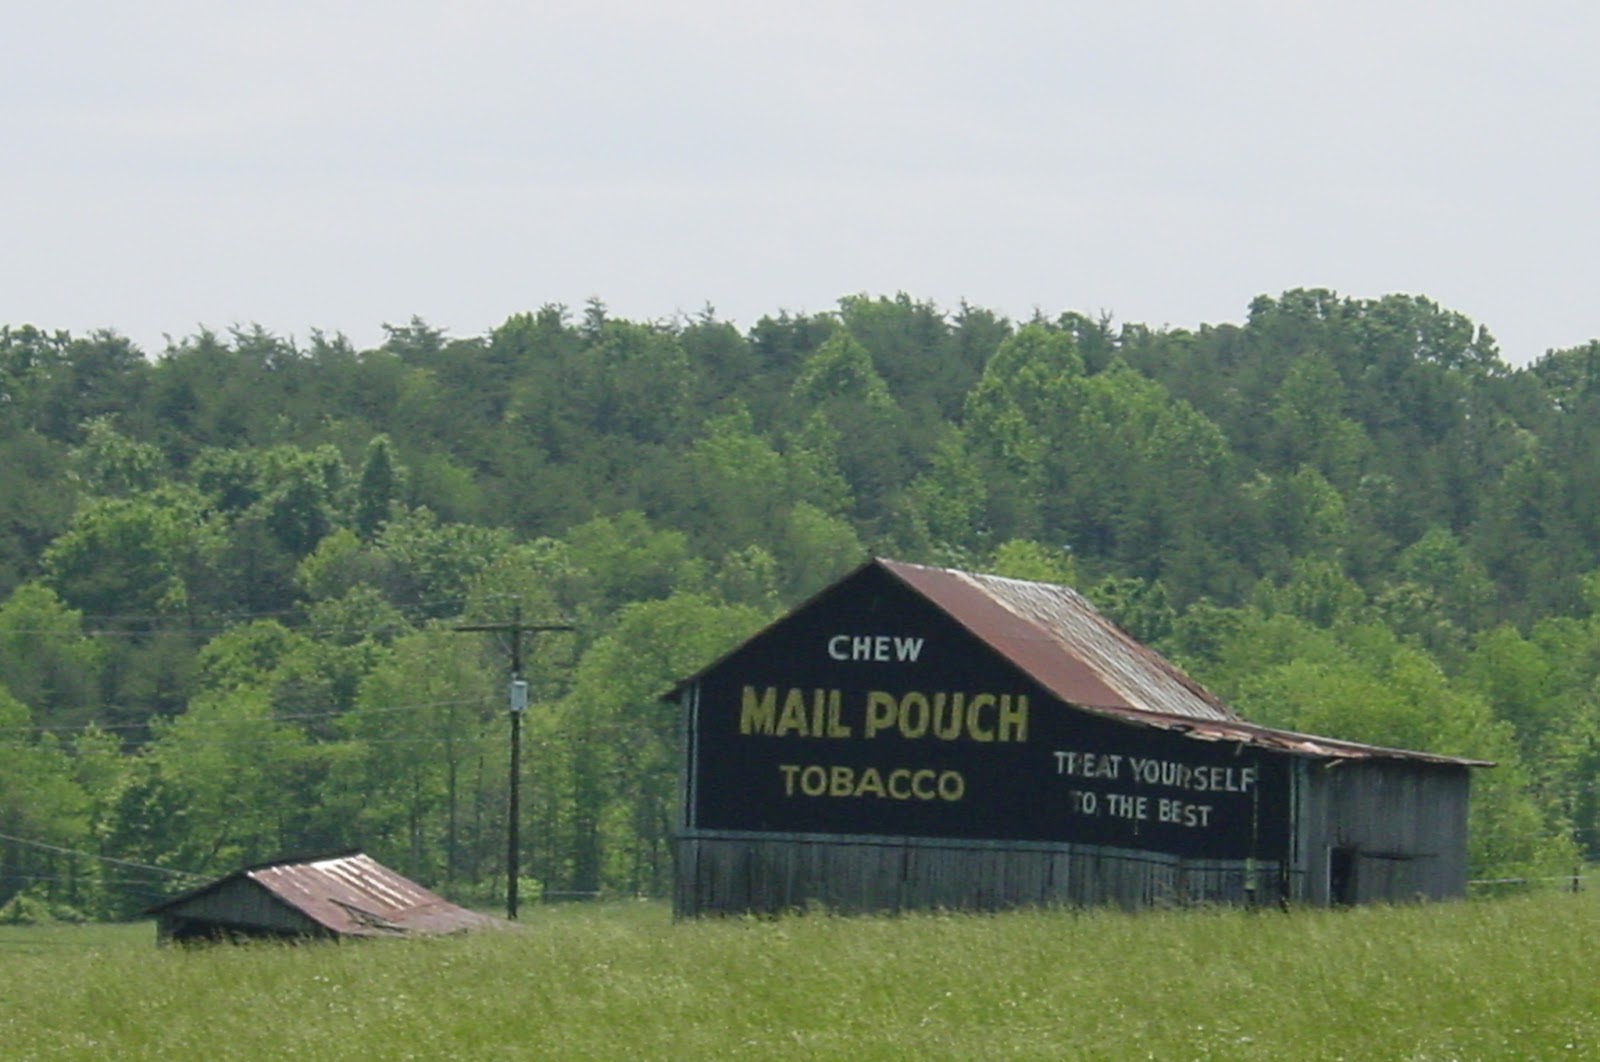 CHEW
MAIL POUCH
TOBACCO
TREAT YOURSELF
TO THE BEST